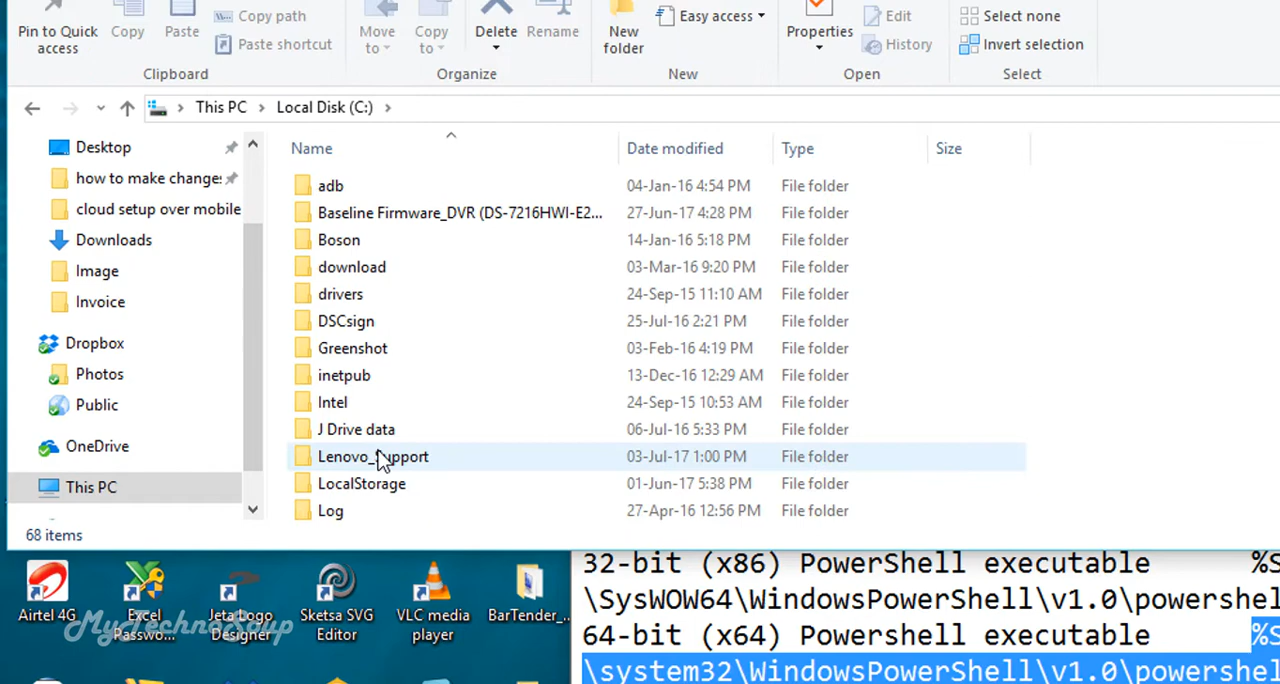 Pin to Quick access
Copy
Paste
Copy path
Paste shortcut
Clipboard
Move to
Copy to
Delete
Rename
Organize
New folder
Easy access
New
Properties
Edit
History
Open
Select none
Invert selection
Select
This PC > Local Disk (C:) >
Desktop
how to make change:
cloud setup over mobile
Downloads
Image
Invoice
Dropbox
Photos
Public
OneDrive
This PC
Name Date modified Type Size
adb 04-Jan-16 4:54 PM File folder
Baseline Firmware_DVR (DS-7216HWI-E2... 27-Jun-17 4:28 PM File folder
Boson 14-Jan-16 5:18 PM File folder
download 03-Mar-16 9:20 PM File folder
drivers 24-Sep-15 11:10 AM File folder
DSCsign 25-Jul-16 2:21 PM File folder
Greenshot 03-Feb-16 4:19 PM File folder
inetpub 13-Dec-16 12:29 AM File folder
Intel 24-Sep-15 10:53 AM File folder
J Drive data 06-Jul-16 5:33 PM File folder
Lenovo_Support 03-Jul-17 1:00 PM File folder
LocalStorage 01-Jun-17 5:38 PM File folder
Log 27-Apr-16 12:56 PM File folder
68 items
Airtel 4G
Excel Passwo...
Jeta Logo Designer
Sketsa SVG Editor
VLC media player
BarTender_...
MyTechnoSoup
32-bit (x86) PowerShell executable %S
\SysWOW64\WindowsPowerShell\v1.0\powershel
64-bit (x64) Powershell executable %S
\system32\WindowsPowerShell\v1.0\powershel